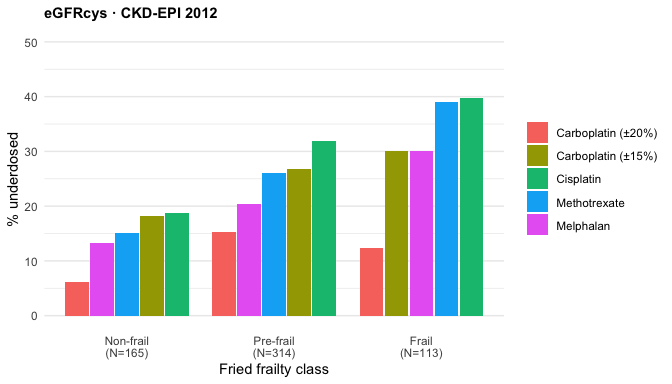 eGFRcys · CKD-EPI 2012
50
40
30
20
10
0
% underdosed
Non-frail
(N=165)
Pre-frail
(N=314)
Frail
(N=113)
Fried frailty class
Carboplatin (±20%)
Carboplatin (±15%)
Cisplatin
Methotrexate
Melphalan